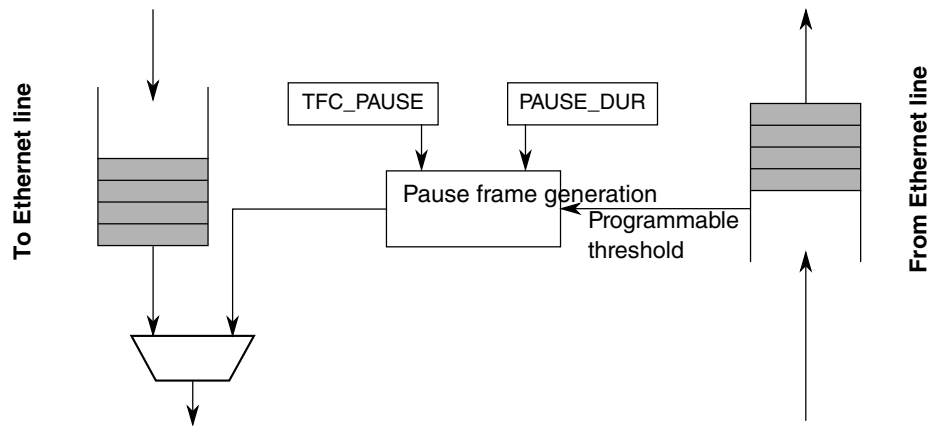 To Ethernet line
TFC_PAUSE
PAUSE_DUR
Pause frame generation
Programmable
threshold
From Ethernet line